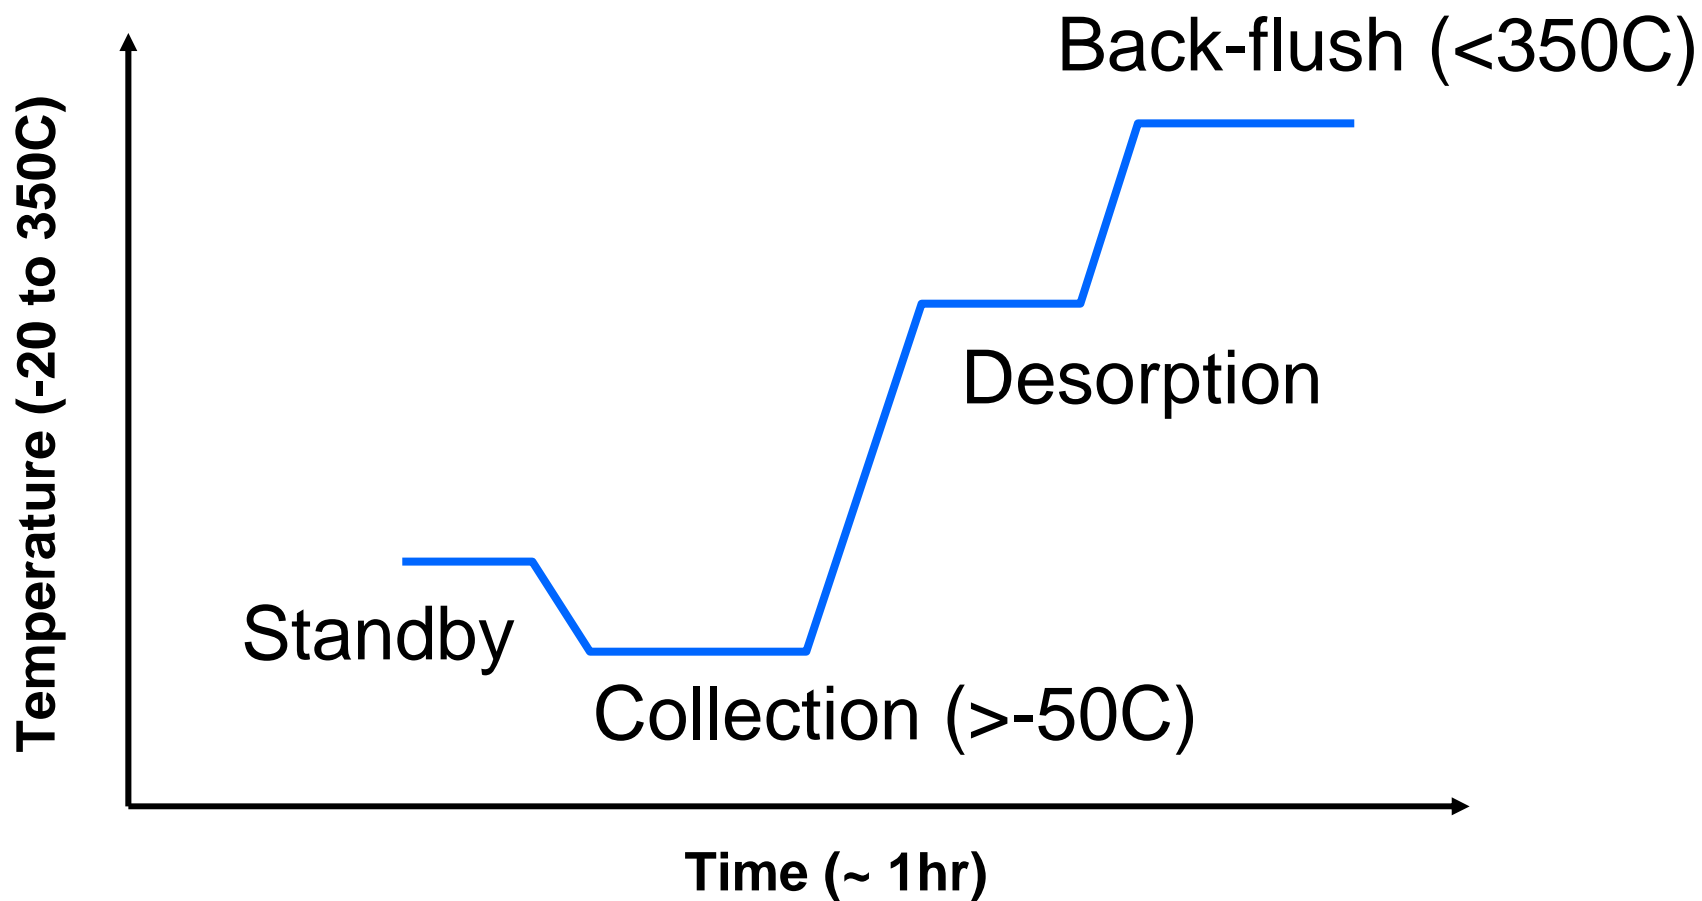 Back-flush (<350C)
Temperature (-20 to 350C)
Desorption
Standby
Collection (>-50C)
Time (~ 1hr)